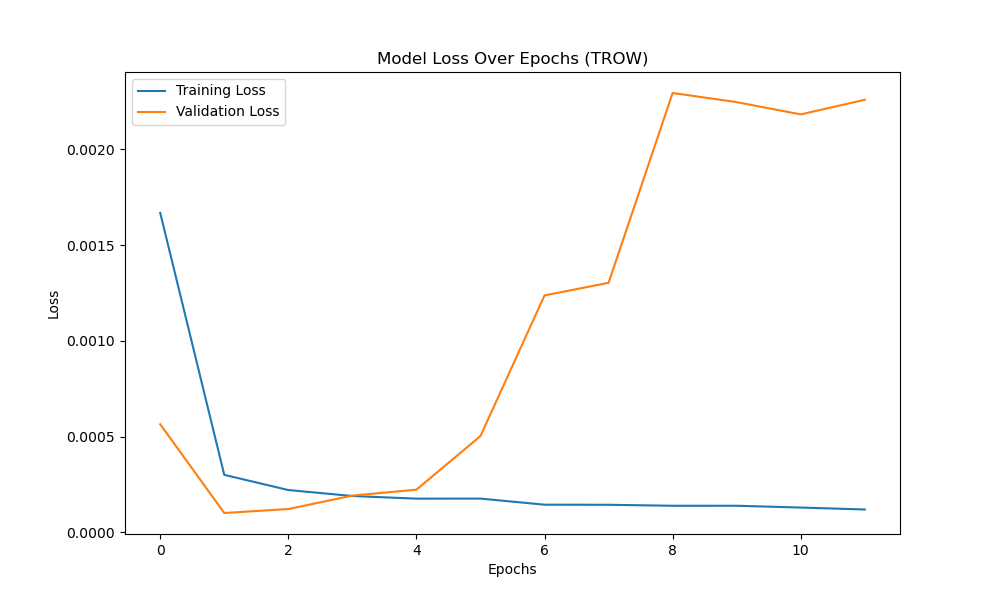 Model Loss Over Epochs (TROW)
Training Loss
Validation Loss
0.0020
0.0015
0.0010
0.0005
0.0000
Loss
0 2 4 6 8 10
Epochs